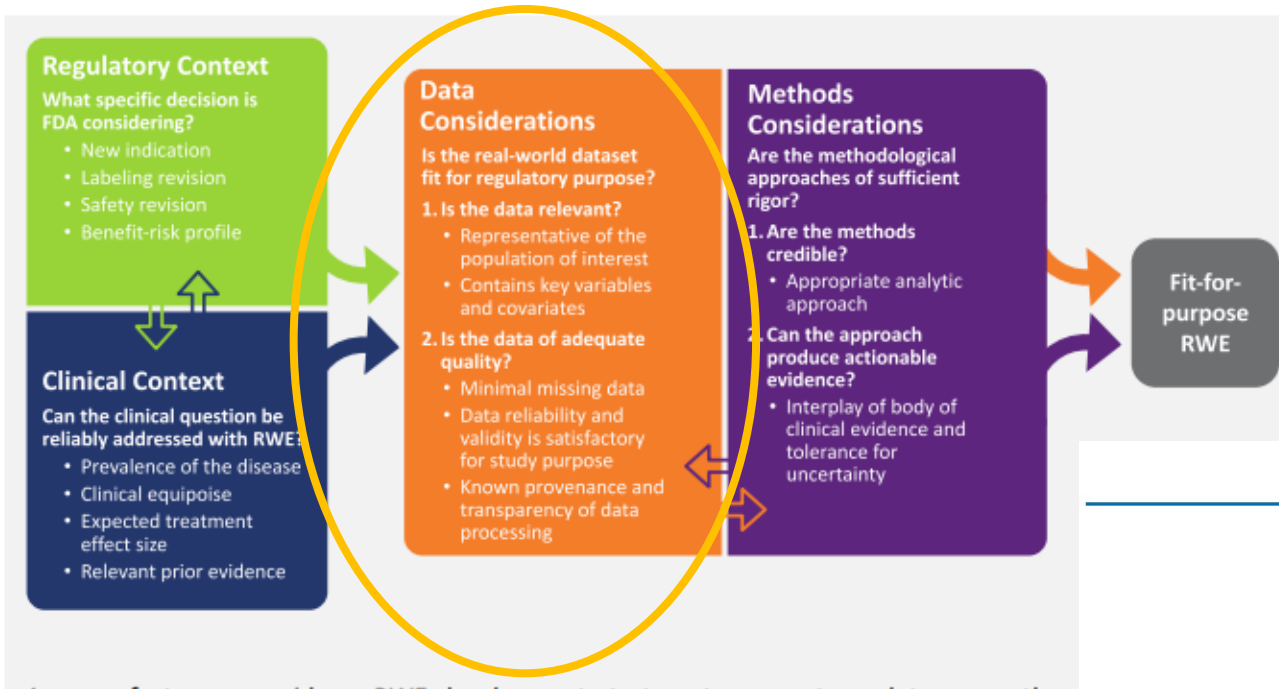 Regulatory Context
What specific decision is
FDA considering?
• New indication
• Labeling revision
• Safety revision
• Benefit-risk profile
Clinical Context
Can the clinical question be
reliably addressed with RWE?
• Prevalence of the disease
• Clinical equipoise
• Expected treatment
effect size
• Relevant prior evidence
Data
Considerations
Is the real-world dataset
fit for regulatory purpose?
1. Is the data relevant?
• Representative of the
population of interest
• Contains key variables
and covariates
2. Is the data of adequate
quality?
• Minimal missing data
• Data reliability and
validity is satisfactory
for study purpose
• Known provenance and
transparency of data
processing
Methods
Considerations
Are the methodological
approaches of sufficient
rigor?
1. Are the methods
credible?
• Appropriate analytic
approach
2. Can the approach
produce actionable
evidence?
• Interplay of body of
clinical evidence and
tolerance for
uncertainty
Fit-for-
purpose
RWE